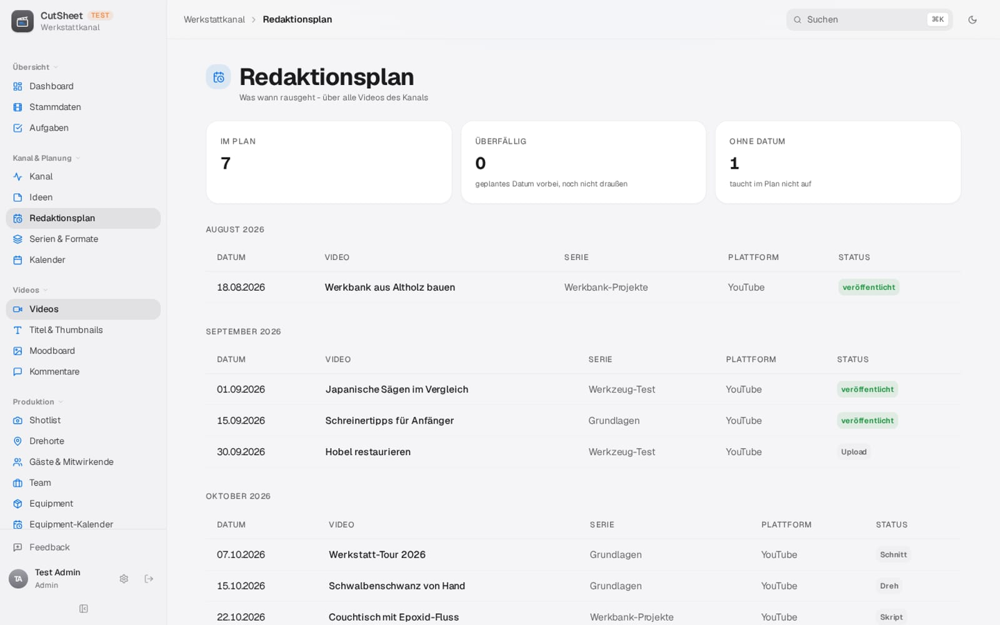 CutSheet TEST
Werkstattkanal
Übersicht
Dashboard
Stammdaten
Aufgaben
Kanal & Planung
Kanal
Ideen
Redaktionsplan
Serien & Formate
Kalender
Videos
Videos
Titel & Thumbnails
Moodboard
Kommentare
Produktion
Shotlist
Drehorte
Gäste & Mitwirkende
Team
Equipment
Equipment-Kalender
Feedback
TA
Test Admin
Admin
Werkstattkanal Redaktionsplan
Suchen ⌘K
Redaktionsplan
Was wann rausgeht - über alle Videos des Kanals
IM PLAN
7
ÜBERFÄLLIG
0
geplantes Datum vorbei, noch nicht draußen
OHNE DATUM
1
taucht im Plan nicht auf
AUGUST 2026
DATUM VIDEO SERIE PLATTFORM STATUS
18.08.2026 Werkbank aus Altholz bauen Werkbank-Projekte YouTube veröffentlicht
SEPTEMBER 2026
DATUM VIDEO SERIE PLATTFORM STATUS
01.09.2026 Japanische Sägen im Vergleich Werkzeug-Test YouTube veröffentlicht
15.09.2026 Schreinertipps für Anfänger Grundlagen YouTube veröffentlicht
30.09.2026 Hobel restaurieren Werkzeug-Test YouTube Upload
OKTOBER 2026
DATUM VIDEO SERIE PLATTFORM STATUS
07.10.2026 Werkstatt-Tour 2026 Grundlagen YouTube Schnitt
15.10.2026 Schwalbenschwanz von Hand Grundlagen YouTube Dreh
22.10.2026 Couchtisch mit Epoxid-Fluss Werkbank-Projekte YouTube Skript